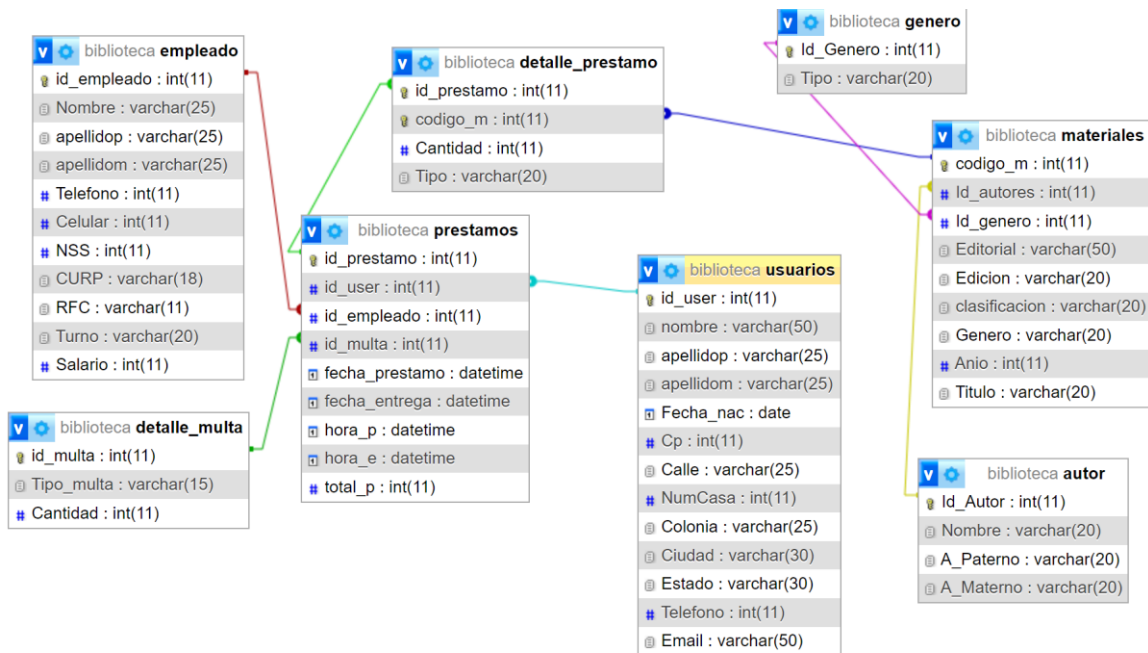 biblioteca empleado
id_empleado : int(11)
Nombre : varchar(25)
apellidop : varchar(25)
apellidom : varchar(25)
Telefono : int(11)
Celular : int(11)
NSS : int(11)
CURP : varchar(18)
RFC : varchar(11)
Turno : varchar(20)
Salario : int(11)
biblioteca detalle_multa
id_multa : int(11)
Tipo_multa : varchar(15)
Cantidad : int(11)
biblioteca detalle_prestamo
id_prestamo : int(11)
codigo_m : int(11)
Cantidad : int(11)
Tipo : varchar(20)
biblioteca prestamos
id_prestamo : int(11)
id_user : int(11)
id_empleado : int(11)
id_multa : int(11)
fecha_prestamo : datetime
fecha_entrega : datetime
hora_p : datetime
hora_e : datetime
total_p : int(11)
biblioteca usuarios
id_user : int(11)
nombre : varchar(50)
apellidop : varchar(25)
apellidom : varchar(25)
Fecha_nac : date
Cp : int(11)
Calle : varchar(25)
NumCasa : int(11)
Colonia : varchar(25)
Ciudad : varchar(30)
Estado : varchar(30)
Telefono : int(11)
Email : varchar(50)
biblioteca genero
Id_Genero : int(11)
Tipo : varchar(20)
biblioteca materiales
codigo_m : int(11)
Id_autores : int(11)
Id_genero : int(11)
Editorial : varchar(50)
Edicion : varchar(20)
clasificacion : varchar(20)
Genero : varchar(20)
Anio : int(11)
Titulo : varchar(20)
biblioteca autor
Id_Autor : int(11)
Nombre : varchar(20)
A_Paterno : varchar(20)
A_Materno : varchar(20)